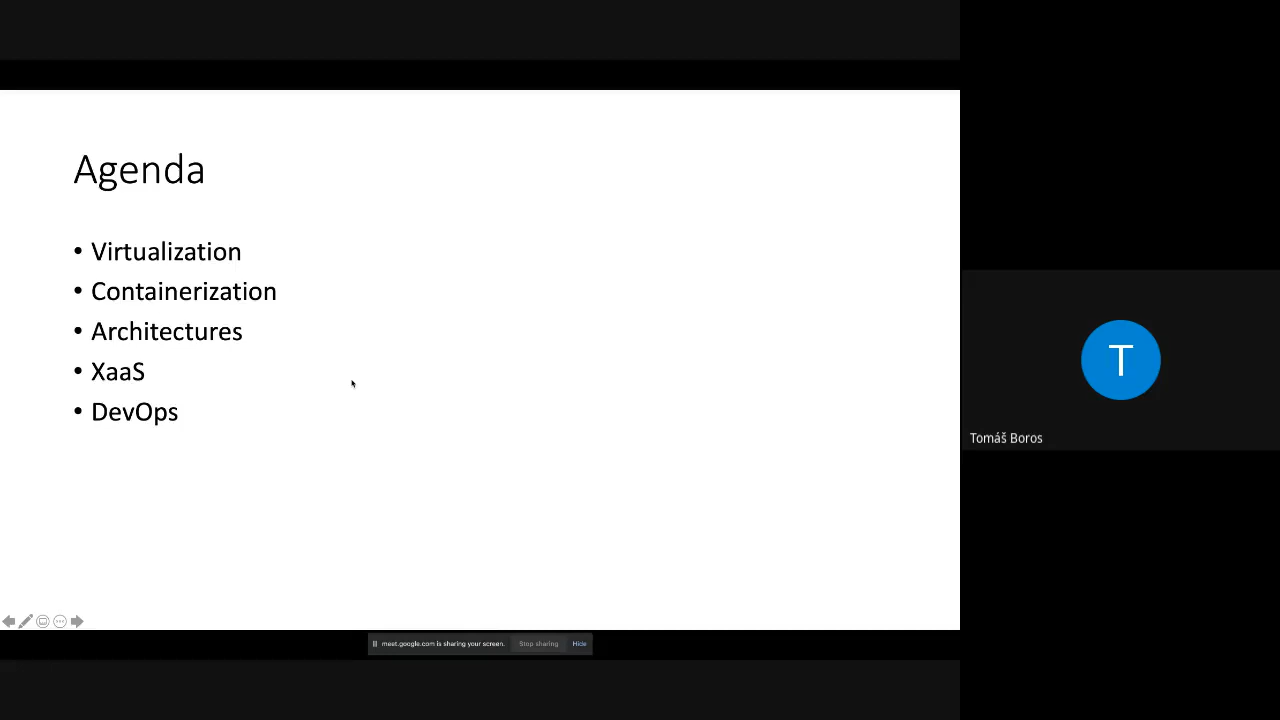 Agenda
• Virtualization
• Containerization
• Architectures
• XaaS
• DevOps
T
Tomáš Boros
meet.google.com is sharing your screen. Stop sharing Hide